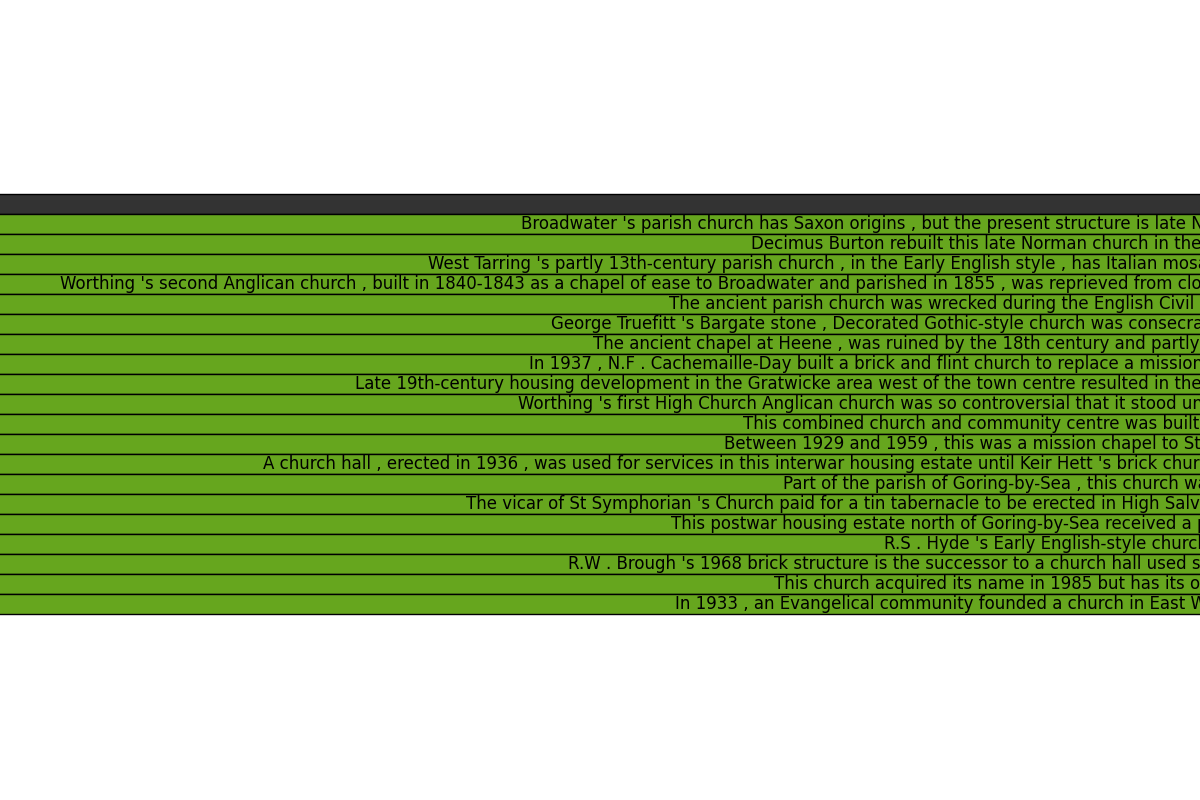 Broadwater 's parish church has Saxon origins , but the present structure is late
Decimus Burton rebuilt this late Norman church in the
West Tarring 's partly 13th-century parish church , in the Early English style , has Italian
Worthing 's second Anglican church , built in 1840-1843 as a chapel of ease to Broadwater and parished in 1855 , was reprieved from
The ancient parish church was wrecked during the English Civil
George Truefitt 's Bargate stone , Decorated Gothic-style church was
The ancient chapel at Heene , was ruined by the 18th century and partly
In 1937 , N.F . Cachemaille-Day built a brick and flint church to replace a mission
Late 19th-century housing development in the Gratwicke area west of the town centre resulted in the
Worthing 's first High Church Anglican church was so controversial that it stood
This combined church and community centre was built
Between 1929 and 1959 , this was a mission chapel to St
A church hall , erected in 1936 , was used for services in this interwar housing estate until Keir Hett 's brick
Part of the parish of Goring-by-Sea , this church
The vicar of St Symphorian 's Church paid for a tin tabernacle to be erected in High
This postwar housing estate north of Goring-by-Sea received a
R.S . Hyde 's Early English-style
R.W . Brough 's 1968 brick structure is the successor to a church hall used
This church acquired its name in 1985 but has its
In 1933 , an Evangelical community founded a church in East